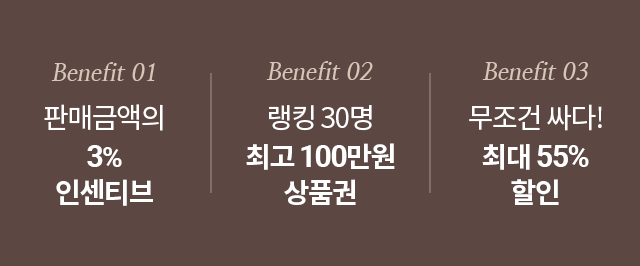 Benefit 01
판매금액의
3%
인센티브
Benefit 02
랭킹 30명
최고 100만원
상품권
Benefit 03
무조건 싸다!
최대 55%
할인